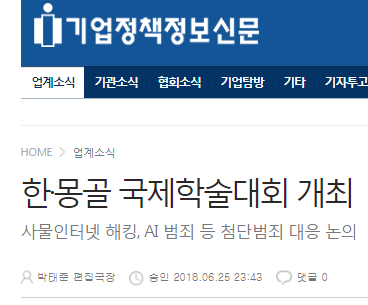 기업정책정보신문
업계소식 기관소식 협회소식 기업탐방 기타 기자투고
HOME > 업계소식
한·몽골 국제학술대회 개최
사물인터넷 해킹, AI 범죄 등 첨단범죄 대응 논의
박태준 편집국장 승인 2018.06.25 23:43 댓글 0